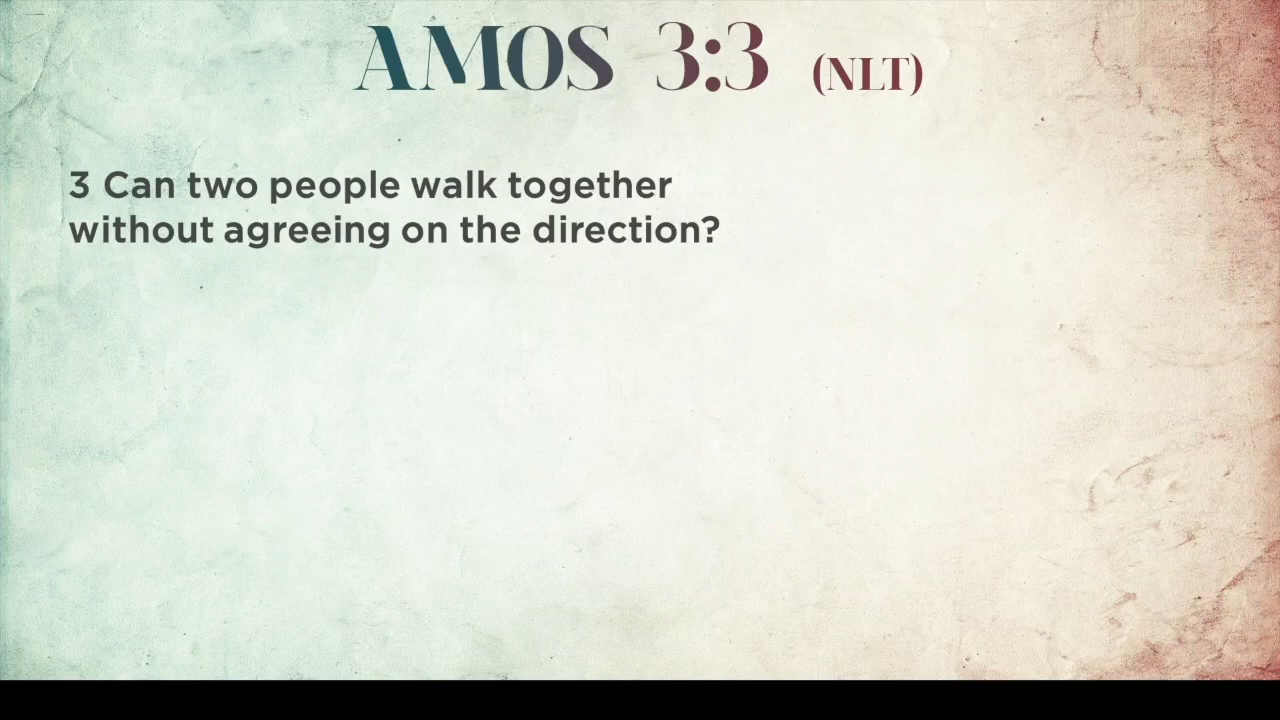 AMOS 3:3 (NLT)
3 Can two people walk together
without agreeing on the direction?